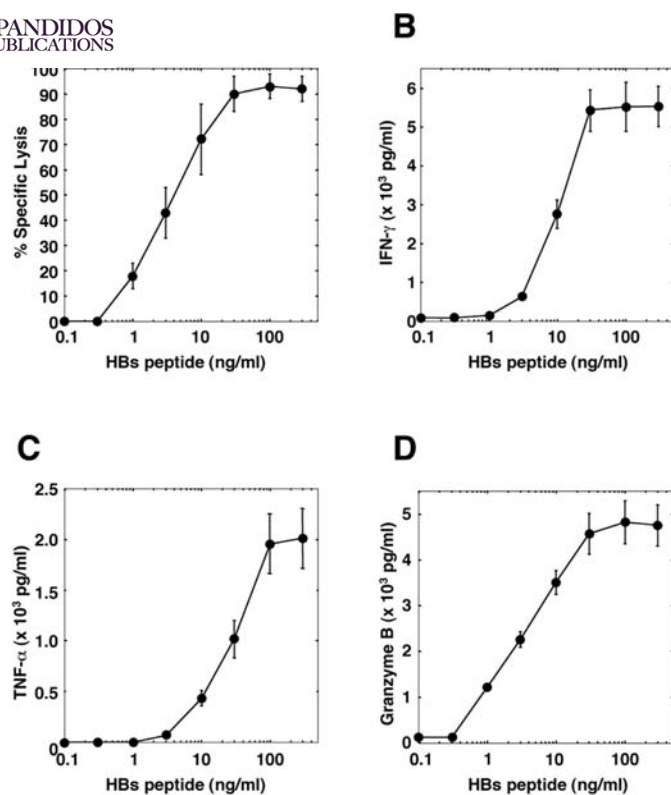 PANDIDOS
PUBLICATIONS
100
90
80
70
60
50
40
30
20
10
0
% Specific Lysis
0.1 1 10 100
HBs peptide (ng/ml)
B
6
5
4
3
2
1
0
IFN-γ (x 10³ pg/ml)
0.1 1 10 100
HBs peptide (ng/ml)
C
2.5
2.0
1.5
1.0
0.5
0
TNF-α (x 10³ pg/ml)
0.1 1 10 100
HBs peptide (ng/ml)
D
5
4
3
2
1
0
Granzyme B (x 10³ pg/ml)
0.1 1 10 100
HBs peptide (ng/ml)